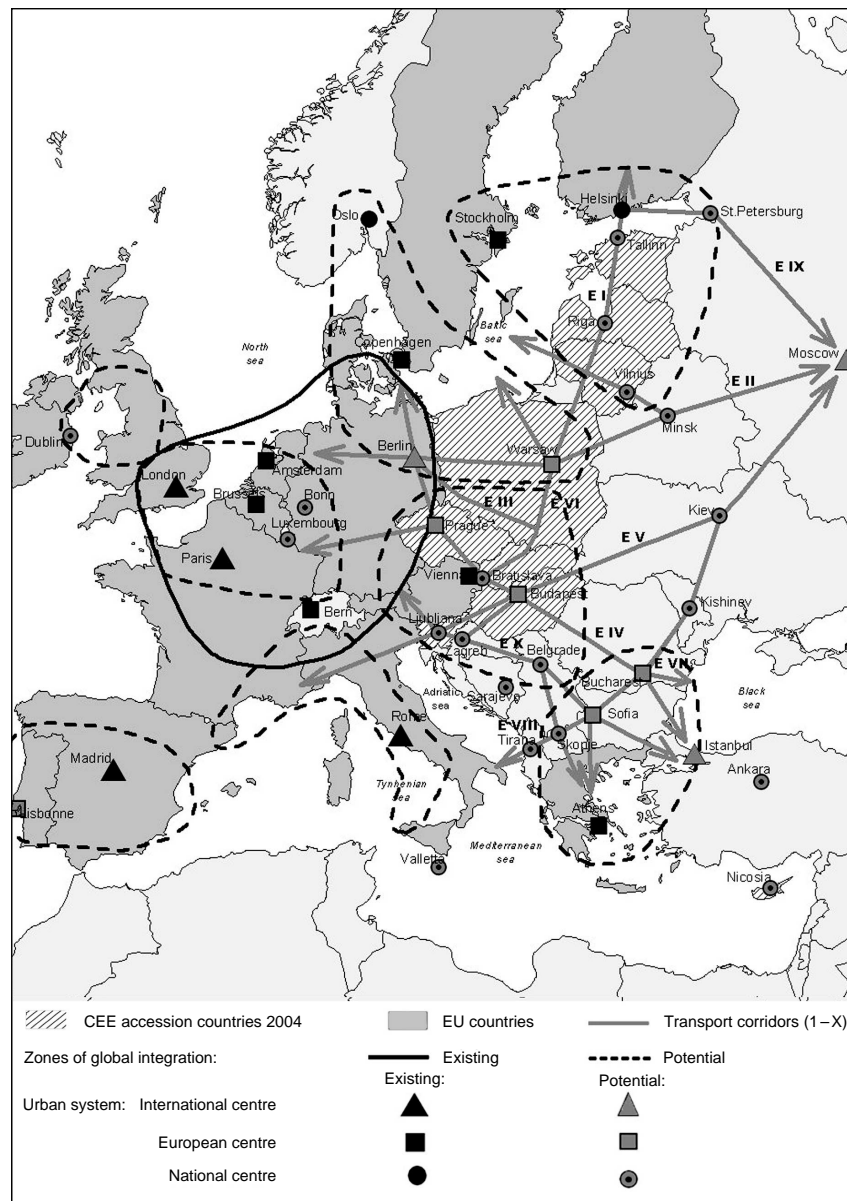 Oslo
Stockholm
Helsinki
St.Petersburg
Tallinn
E IX
E I
North
sea
Copenhagen
Baltic
sea
Riga
Moscow
Vilnius
E II
Minsk
Dublin
Berlin
Warsaw
London
Amsterdam
Brussels
Bonn
E III
E VI
Luxembourg
Prague
Kiev
E V
Paris
Vienna
Bratislava
Budapest
Bern
Ljubliana
Kishinev
Zagreb
E X
Belgrade
E IV
E VII
Bucharest
Adriatic
sea
Sarajevo
Black
sea
Rome
E VIII
Sofia
Tirana
Skopje
Istanbul
Madrid
Ankara
Tynhenian
sea
Lisbonne
Athens
Mediterranean
sea
Valletta
Nicosia
CEE accession countries 2004 EU countries Transport corridors (1–X)
Zones of global integration: Existing Potential
Existing: Potential:
Urban system: International centre
European centre
National centre